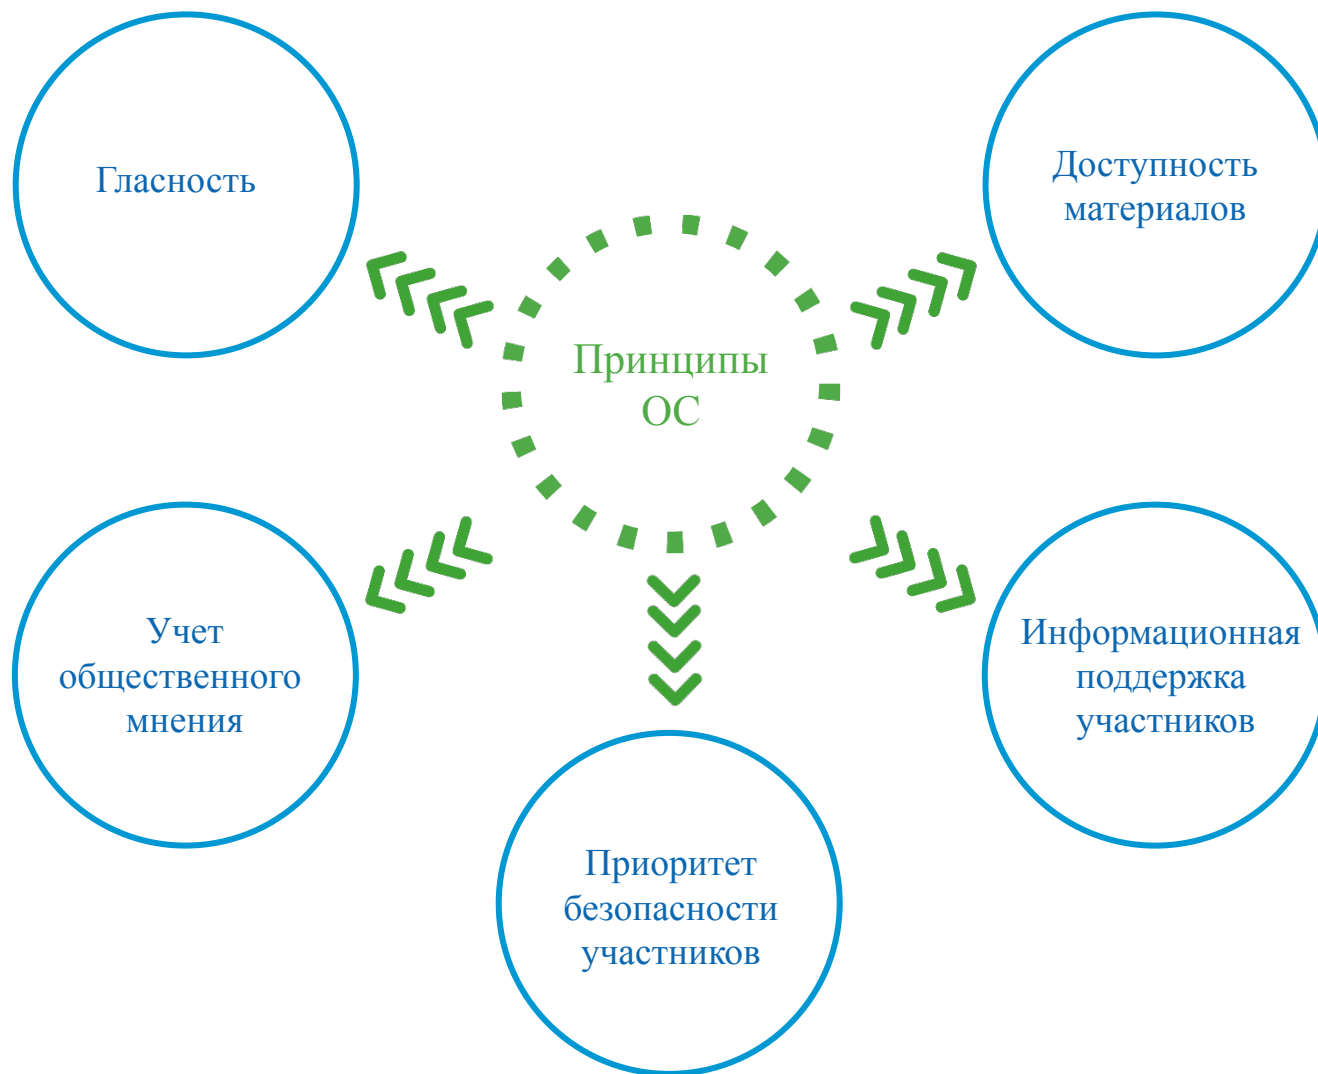 Гласность
Доступность
материалов
Принципы
ОС
Учет
общественного
мнения
Информационная
поддержка
участников
Приоритет
безопасности
участников